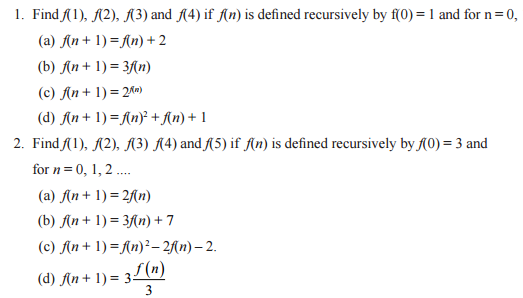 1. Find f(1), f(2), f(3) and f(4) if f(n) is defined recursively by f(0) = 1 and for n = 0,
(a) f(n + 1) = f(n) + 2
(b) f(n + 1) = 3f(n)
(c) f(n + 1) = 2^f(n)
(d) f(n + 1) = f(n)² + f(n) + 1
2. Find f(1), f(2), f(3) f(4) and f(5) if f(n) is defined recursively by f(0) = 3 and
for n = 0, 1, 2 ....
(a) f(n + 1) = 2f(n)
(b) f(n + 1) = 3f(n) + 7
(c) f(n + 1) = f(n)² – 2f(n) – 2.
(d) f(n + 1) = 3^f(n)/3